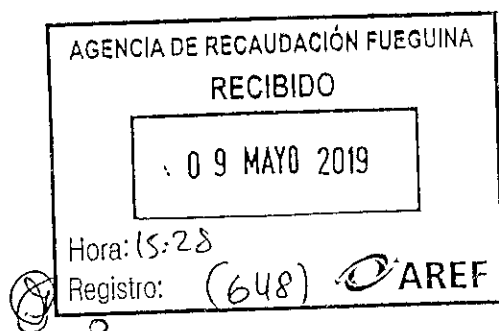 AGENCIA DE RECAUDACIÓN FUEGUINA
RECIBIDO
09 MAYO 2019
Hora: 15:28
Registro: (648) AREF